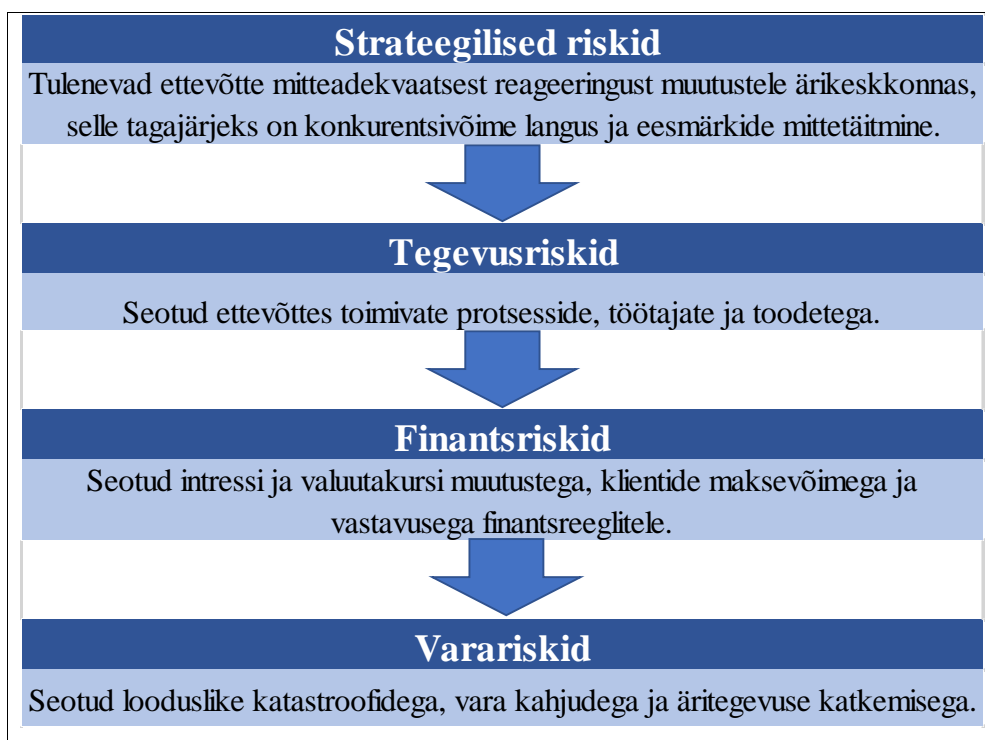 Strateegilised riskid
Tulenevad ettevõtte mitteadekvaatsest reageeringust muutustele ärikeskkonnas,
selle tagajärjeks on konkurentsivõime langus ja eesmärkide mittetäitmine.
Tegevusriskid
Seotud ettevõttes toimivate protsesside, töötajate ja toodetega.
Finantsriskid
Seotud intressi ja valuutakursi muutustega, klientide maksevõimega ja
vastavusega finantsreeglitele.
Varariskid
Seotud looduslike katastroofidega, vara kahjudega ja äritegevuse katkemisega.